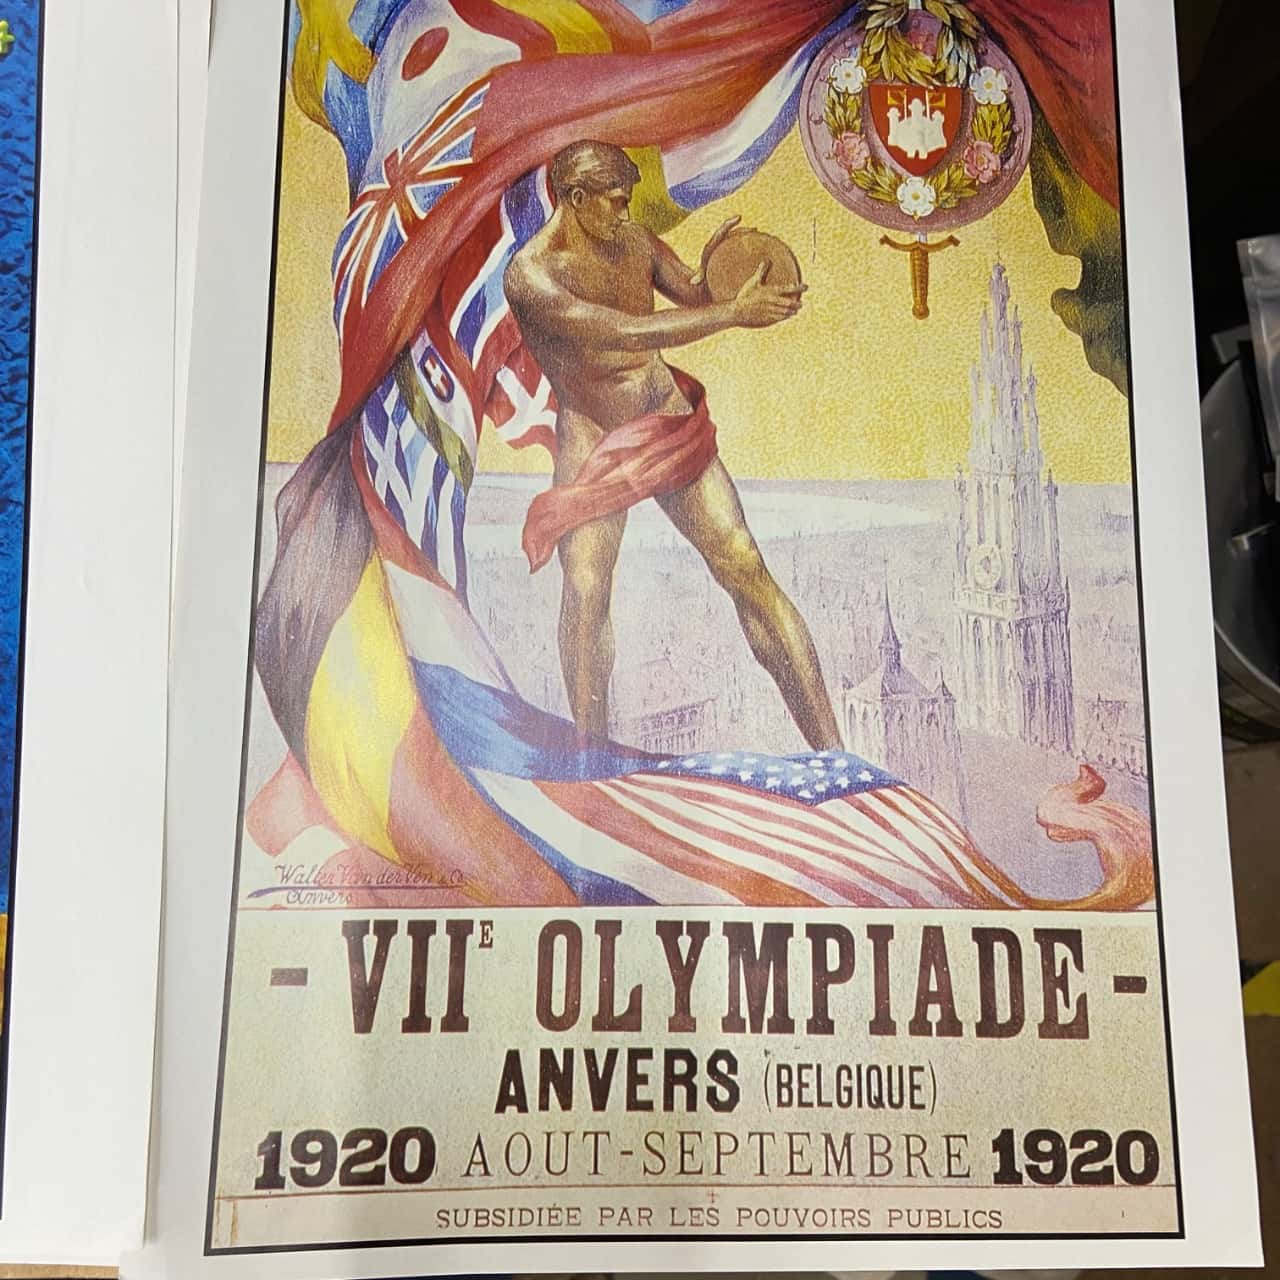 Walter Van der Ven & Co.
Anvers
- VIIE OLYMPIADE -
ANVERS (BELGIQUE)
1920 AOUT-SEPTEMBRE 1920
SUBSIDIÉE PAR LES POUVOIRS PUBLICS